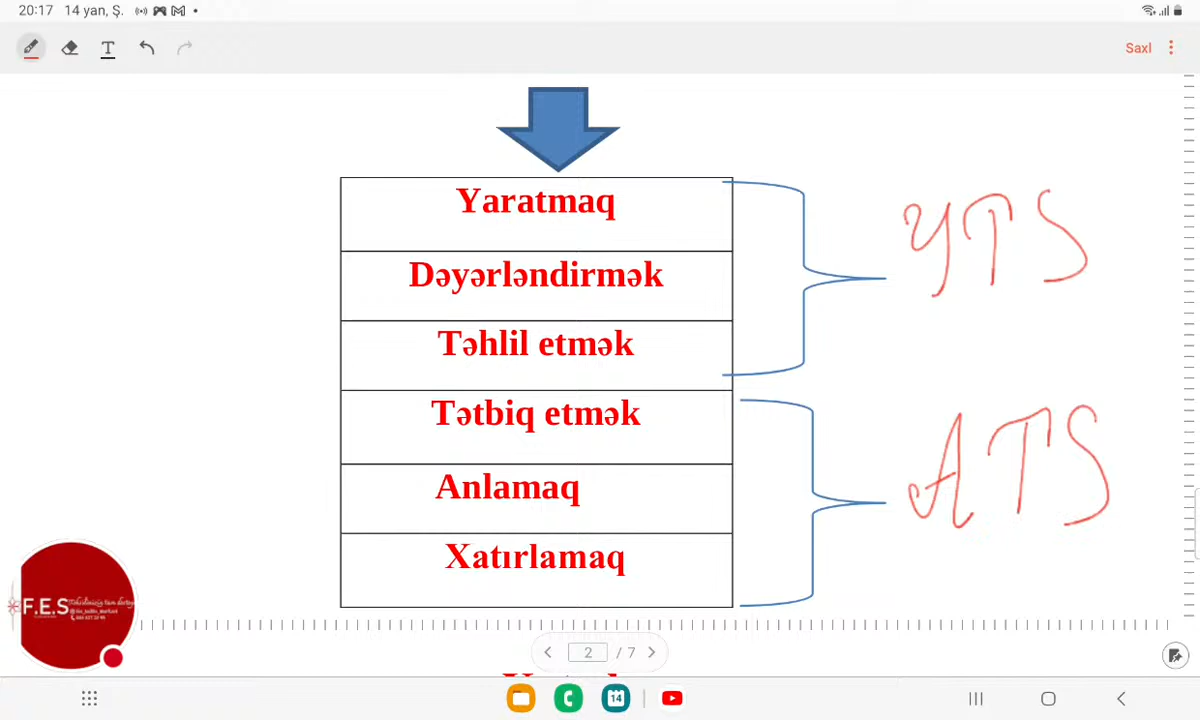 20:17 14 yan, Ş.
T
Saxl
Yaratmaq
Dəyərləndirmək
Təhlil etmək
YTS
Tətbiq etmək
Anlamaq
Xatırlamaq
ATS
F.E.S
2 / 7
14